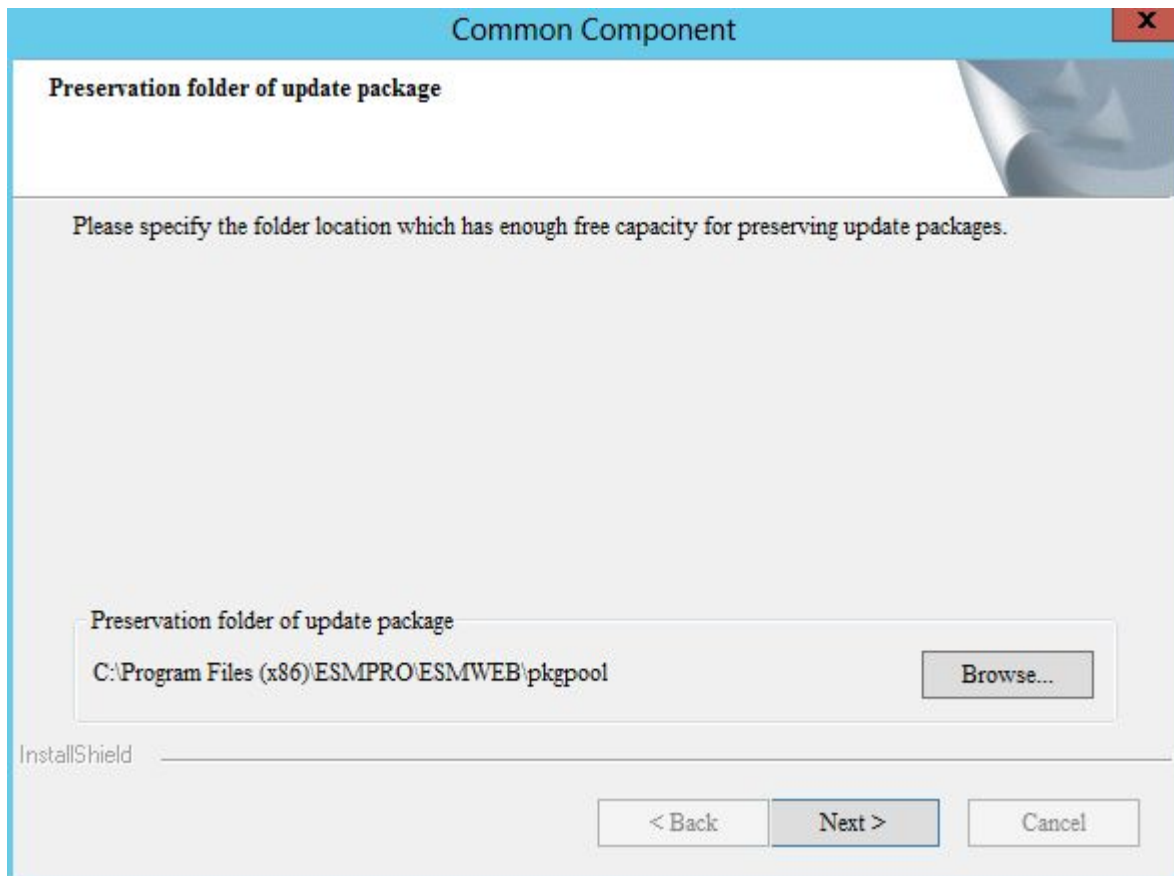 Common Component
X
Preservation folder of update package
Please specify the folder location which has enough free capacity for preserving update packages.
Preservation folder of update package
C:\Program Files (x86)\ESMPRO\ESMWEB\pkgpool
Browse...
InstallShield
< Back
Next >
Cancel